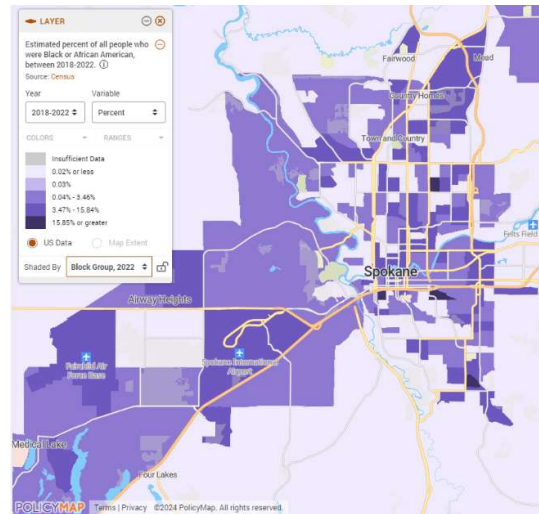 LAYER
Estimated percent of all people who
were Black or African American,
between 2018-2022.
Source: Census
Year
Variable
2018-2022
Percent
COLORS
RANGES
Insufficient Data
0.02% or less
0.03%
0.04% - 3.46%
3.47% - 15.84%
15.85% or greater
US Data
Map Extent
Shaded By
Block Group, 2022
Fairwood
Mead
Country Homes
Town and Country
Felts Field
Spokane
Airway Heights
Fairchild Air
Force Base
Spokane International
Airport
Medical Lake
Four Lakes
POLICYMAP
Terms | Privacy ©2024 PolicyMap. All rights reserved.